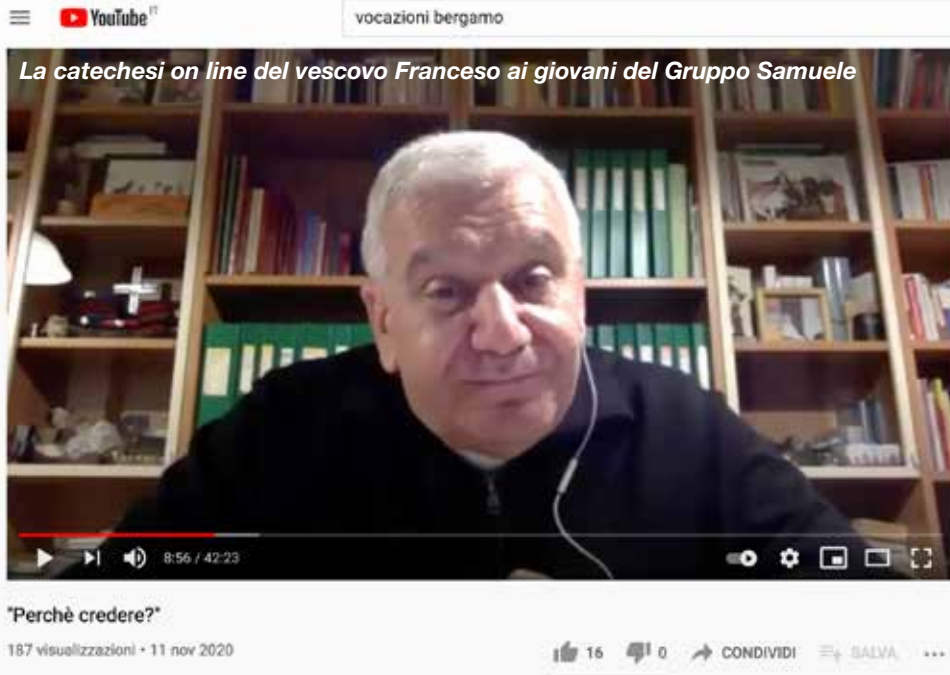 YouTube IT
vocazioni bergamo
La catechesi on line del vescovo Franceso ai giovani del Gruppo Samuele
8:56 / 42:23
"Perchè credere?"
187 visualizzazioni • 11 nov 2020
16 0 CONDIVIDI SALVA